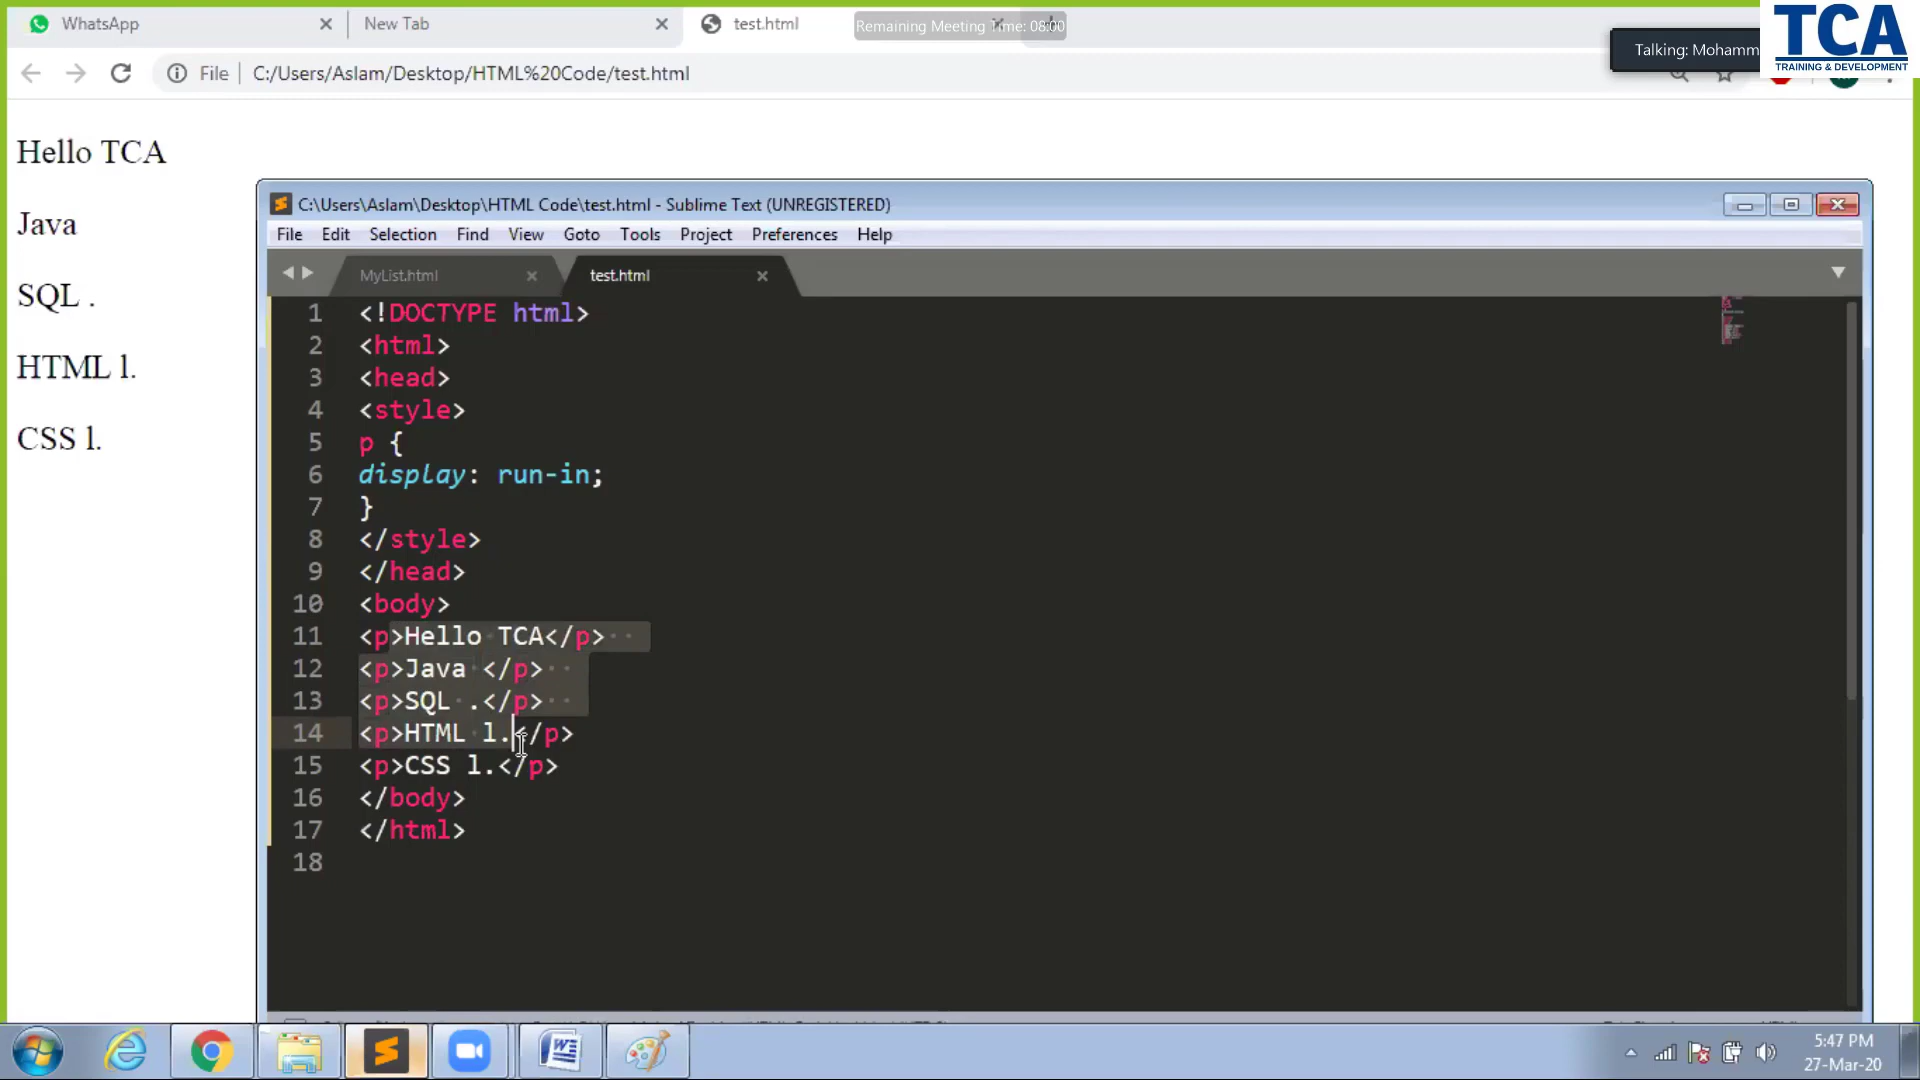 WhatsApp
New Tab
test.html
Remaining Meeting Time: 08:00
Talking: Mohamm
TCA
TRAINING & DEVELOPMENT
File
C:/Users/Aslam/Desktop/HTML%20Code/test.html
Hello TCA
Java
SQL .
HTML l.
CSS l.
C:\Users\Aslam\Desktop\HTML Code\test.html - Sublime Text (UNREGISTERED)
File Edit Selection Find View Goto Tools Project Preferences Help
MyList.html
test.html
1 <!DOCTYPE html>
2 <html>
3 <head>
4 <style>
5 p {
6 display: run-in;
7 }
8 </style>
9 </head>
10 <body>
11 <p>Hello TCA</p>
12 <p>Java </p>
13 <p>SQL .</p>
14 <p>HTML l.</p>
15 <p>CSS l.</p>
16 </body>
17 </html>
18
5:47 PM
27-Mar-20